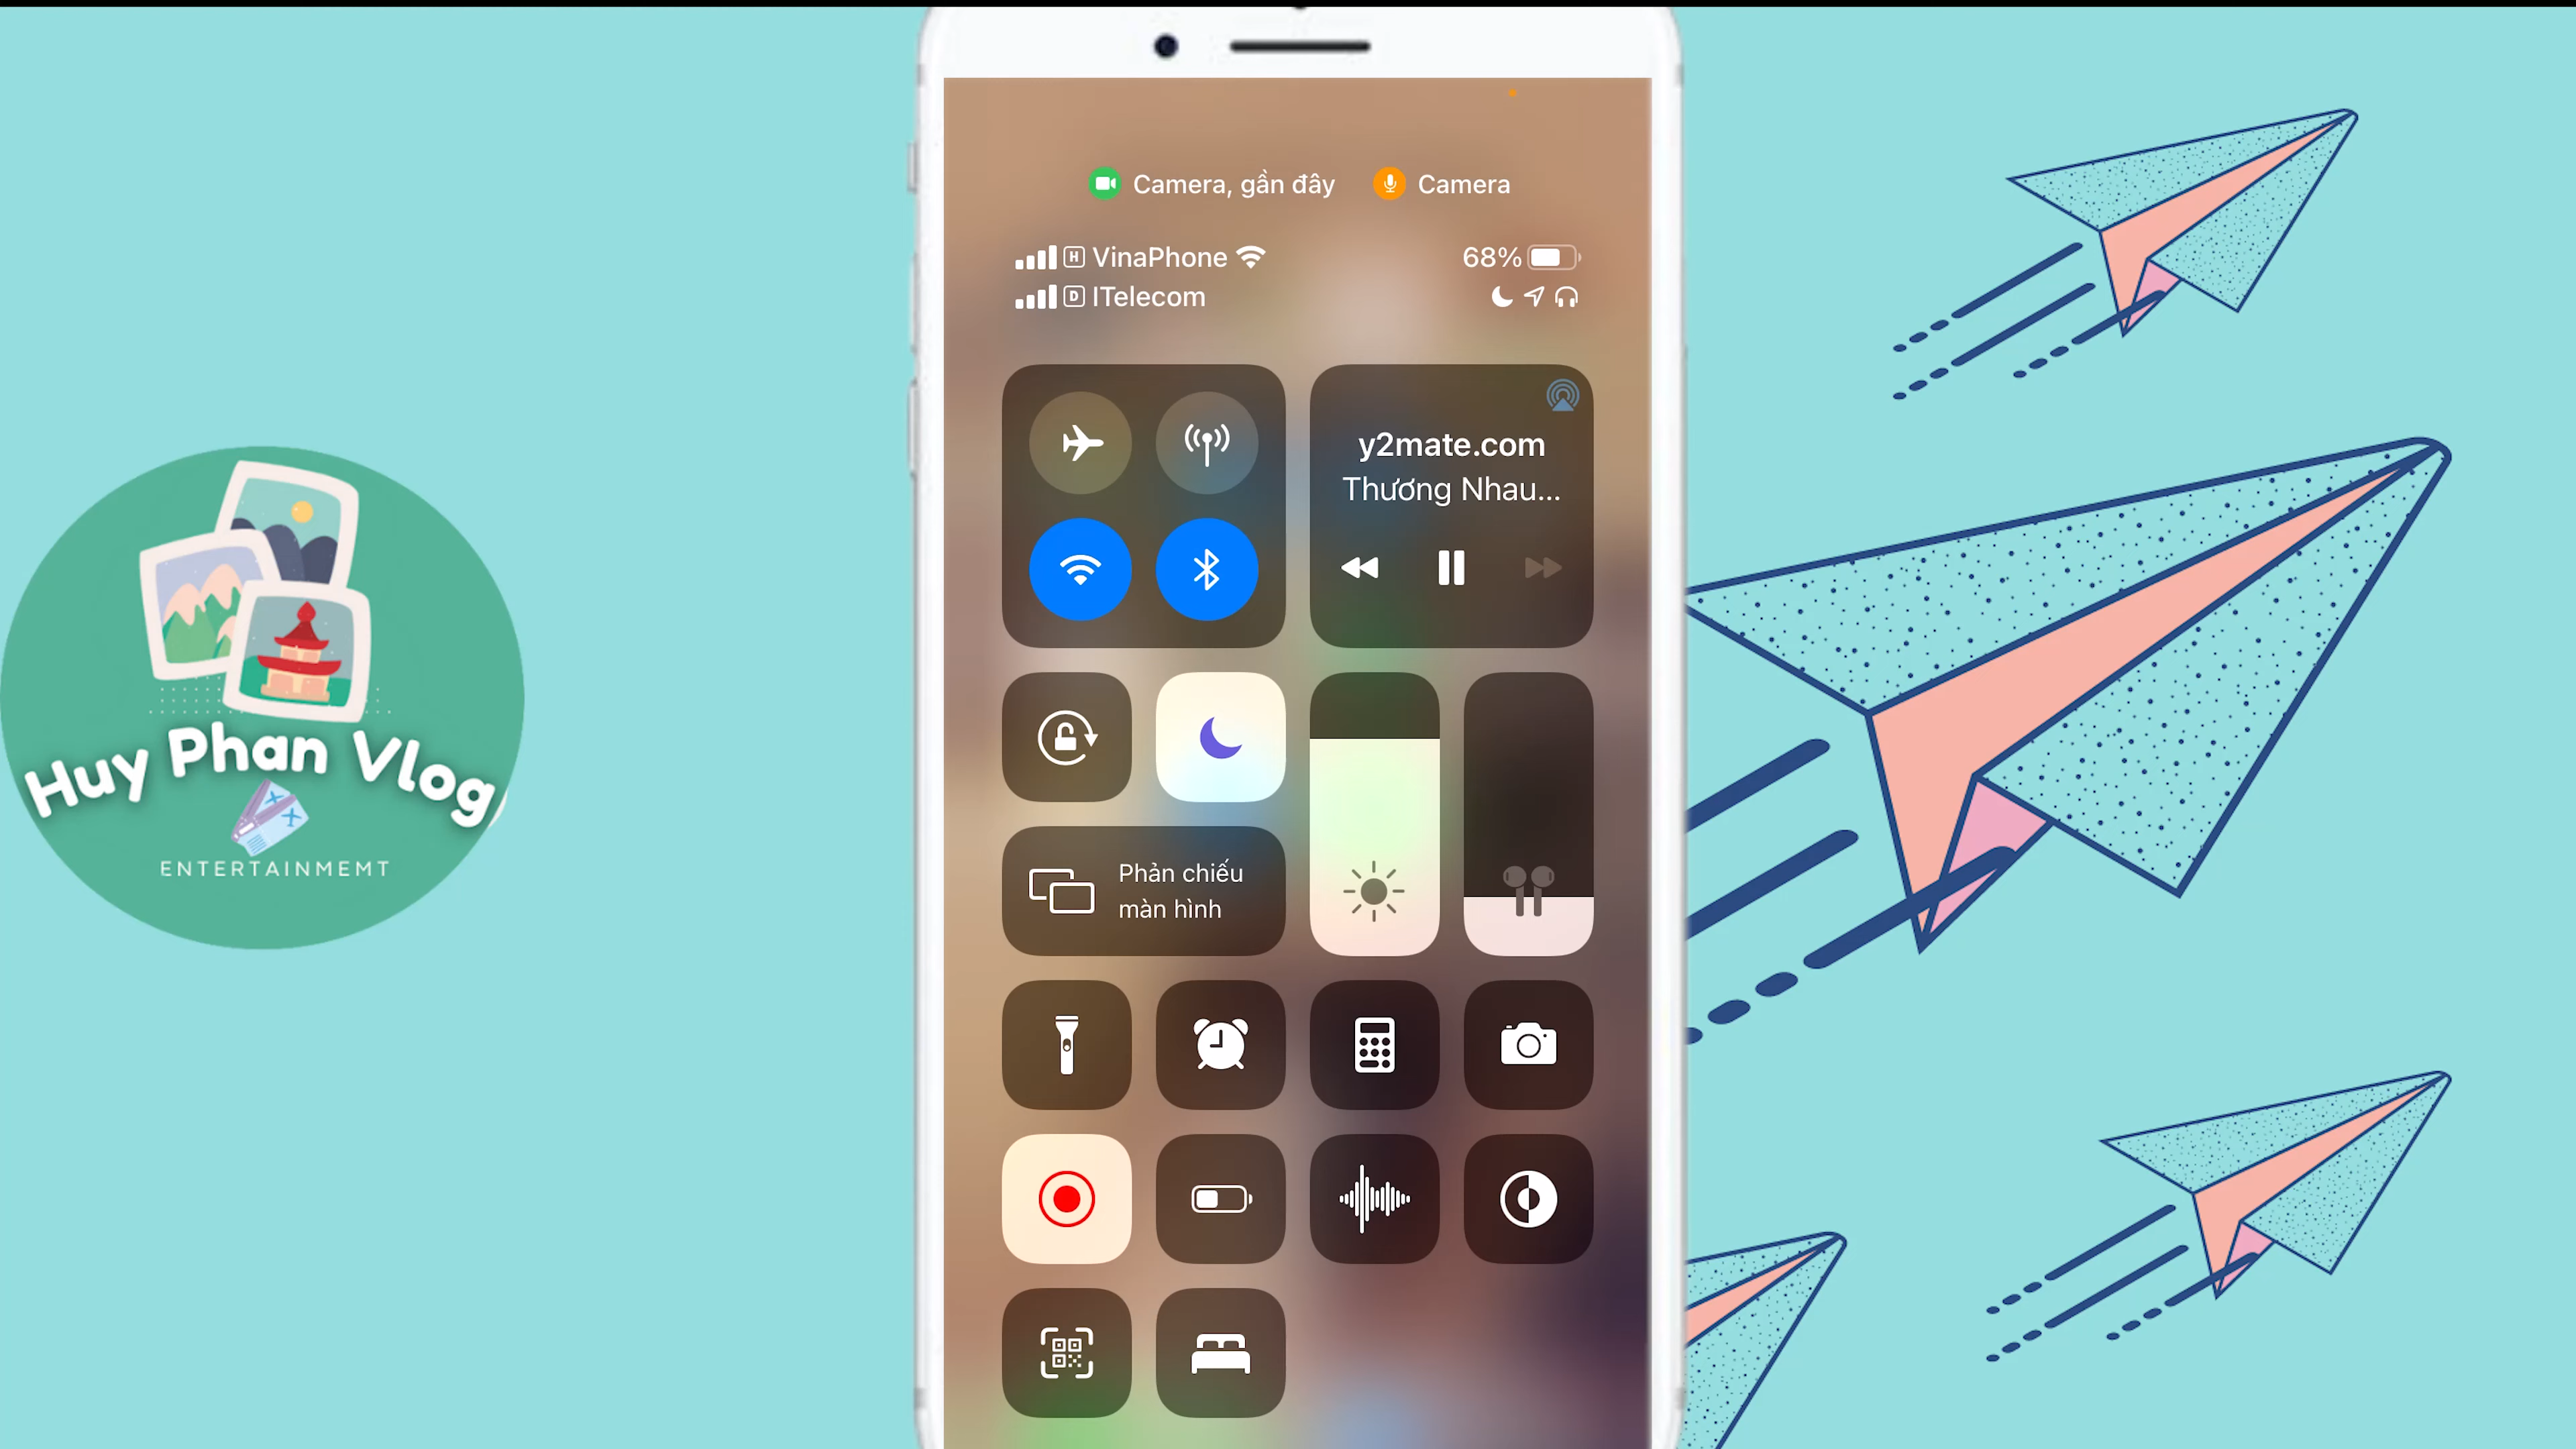 Camera, gần đây
Camera
H VinaPhone
68%
D ITelecom
y2mate.com
Thương Nhau...
Phản chiếu
màn hình
Huy Phan Vlog
ENTERTAINMEMT